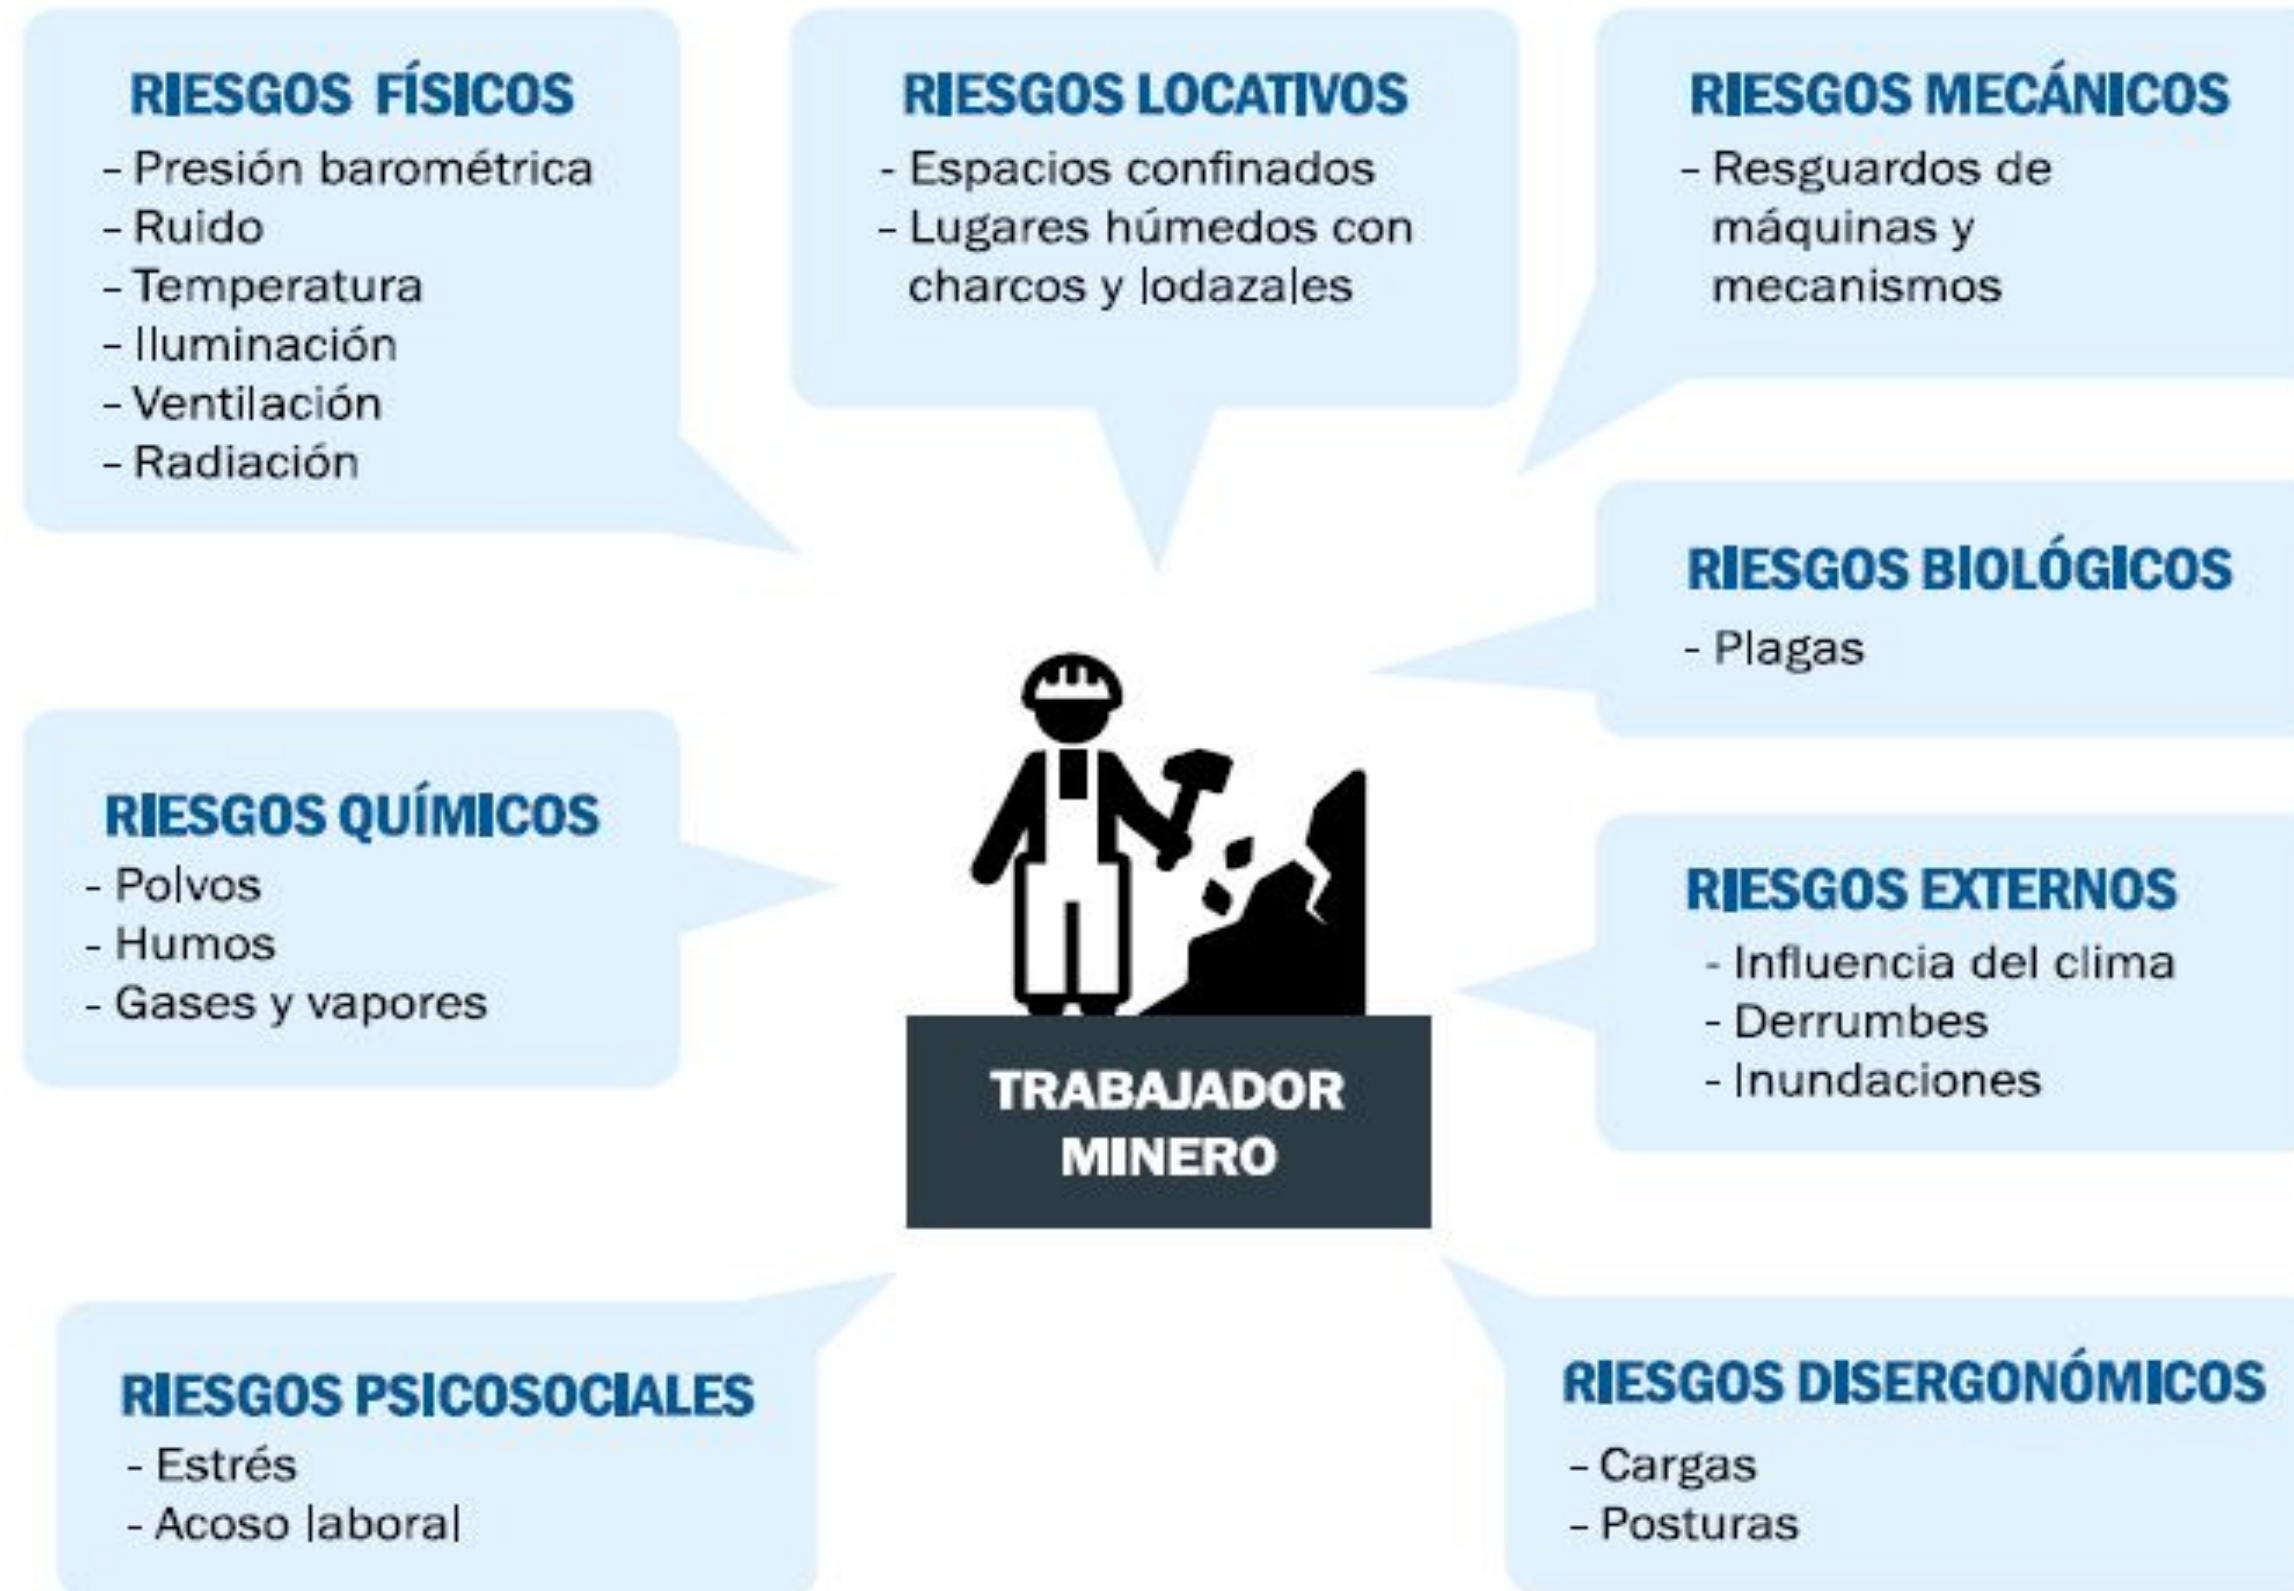 RIESGOS FÍSICOS
- Presión barométrica
- Ruido
- Temperatura
- Iluminación
- Ventilación
- Radiación
RIESGOS LOCATIVOS
- Espacios confinados
- Lugares húmedos con
charcos y lodazales
RIESGOS MECÁNICOS
- Resguardos de
máquinas y
mecanismos
RIESGOS BIOLÓGICOS
- Plagas
RIESGOS QUÍMICOS
- Polvos
- Humos
- Gases y vapores
RIESGOS EXTERNOS
- Influencia del clima
- Derrumbes
- Inundaciones
TRABAJADOR
MINERO
RIESGOS PSICOSOCIALES
- Estrés
- Acoso laboral
RIESGOS DISERGONÓMICOS
- Cargas
- Posturas